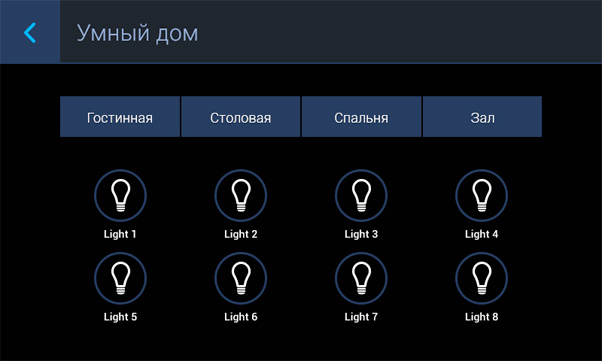 Умный дом
Гостинная Столовая Спальня Зал
Light 1 Light 2 Light 3 Light 4
Light 5 Light 6 Light 7 Light 8